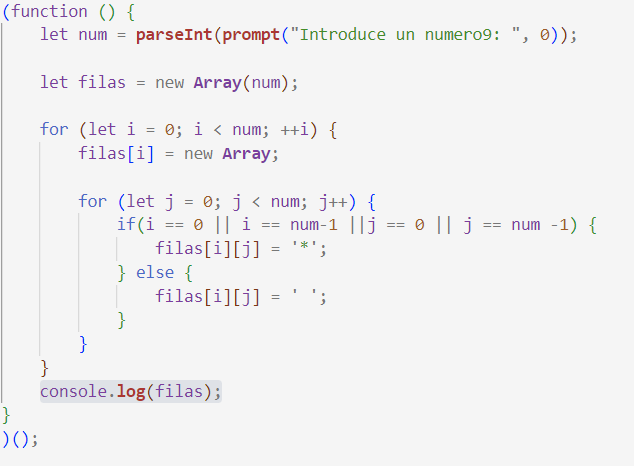 (function () {
    let num = parseInt(prompt("Introduce un numero9: ", 0));

    let filas = new Array(num);

    for (let i = 0; i < num; ++i) {
        filas[i] = new Array;

        for (let j = 0; j < num; j++) {
            if(i == 0 || i == num-1 ||j == 0 || j == num -1) {
                filas[i][j] = '*';
            } else {
                filas[i][j] = ' ';
            }
        }
    }
    console.log(filas);
}
)();